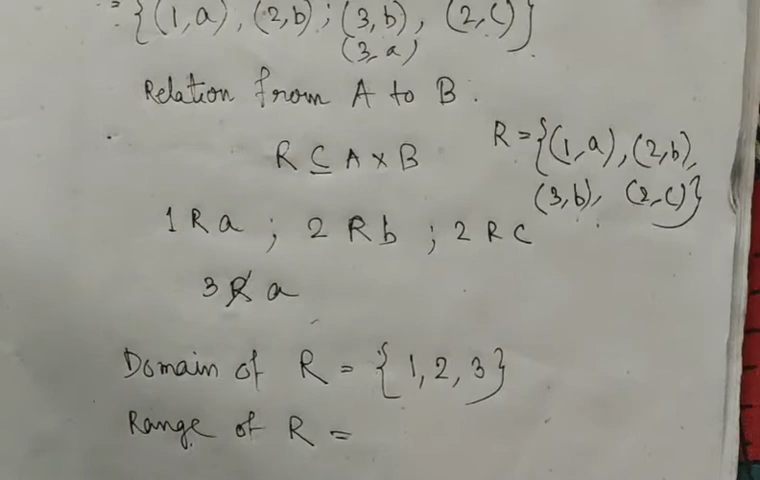 = {(1,a), (2,b); (3,b), (2,c)}
(3,a)
Relation from A to B.
R ⊆ A × B
R = {(1,a), (2,b),
(3,b), (2,c)}
1 R a ; 2 R b ; 2 R c
3 R̸ a
Domain of R = {1, 2, 3}
Range of R =